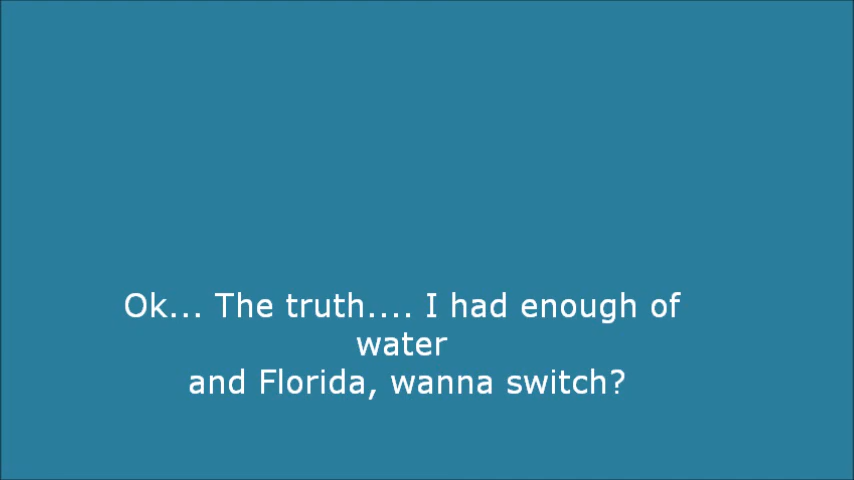 Ok... The truth.... I had enough of
water
and Florida, wanna switch?